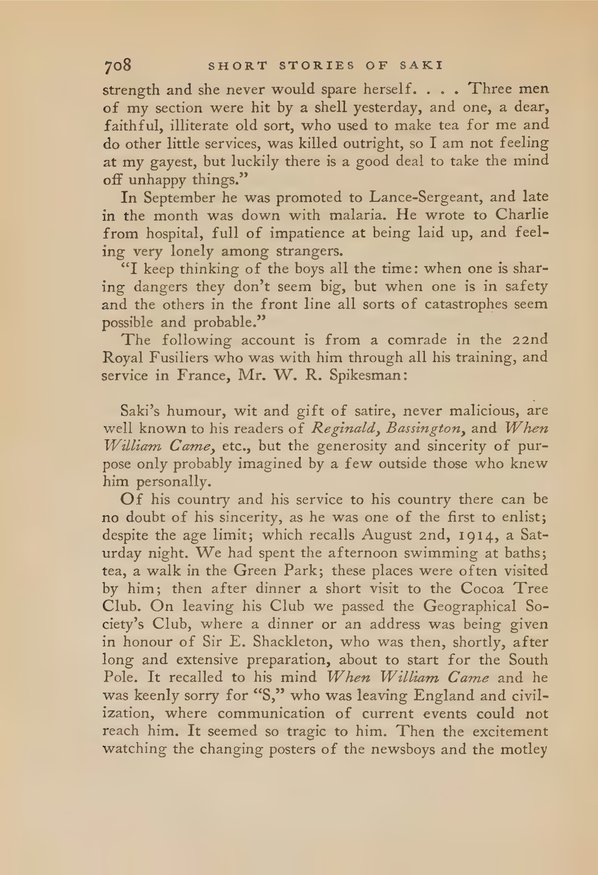 708 SHORT STORIES OF SAKI
strength and she never would spare herself. . . . Three men
of my section were hit by a shell yesterday, and one, a dear,
faithful, illiterate old sort, who used to make tea for me and
do other little services, was killed outright, so I am not feeling
at my gayest, but luckily there is a good deal to take the mind
off unhappy things.”
In September he was promoted to Lance-Sergeant, and late
in the month was down with malaria. He wrote to Charlie
from hospital, full of impatience at being laid up, and feel-
ing very lonely among strangers.
“I keep thinking of the boys all the time: when one is shar-
ing dangers they don’t seem big, but when one is in safety
and the others in the front line all sorts of catastrophes seem
possible and probable.”
The following account is from a comrade in the 22nd
Royal Fusiliers who was with him through all his training, and
service in France, Mr. W. R. Spikesman:
Saki’s humour, wit and gift of satire, never malicious, are
well known to his readers of Reginald, Bassington, and When
William Came, etc., but the generosity and sincerity of pur-
pose only probably imagined by a few outside those who knew
him personally.
Of his country and his service to his country there can be
no doubt of his sincerity, as he was one of the first to enlist;
despite the age limit; which recalls August 2nd, 1914, a Sat-
urday night. We had spent the afternoon swimming at baths;
tea, a walk in the Green Park; these places were often visited
by him; then after dinner a short visit to the Cocoa Tree
Club. On leaving his Club we passed the Geographical So-
ciety’s Club, where a dinner or an address was being given
in honour of Sir E. Shackleton, who was then, shortly, after
long and extensive preparation, about to start for the South
Pole. It recalled to his mind When William Came and he
was keenly sorry for “S,” who was leaving England and civil-
ization, where communication of current events could not
reach him. It seemed so tragic to him. Then the excitement
watching the changing posters of the newsboys and the motley